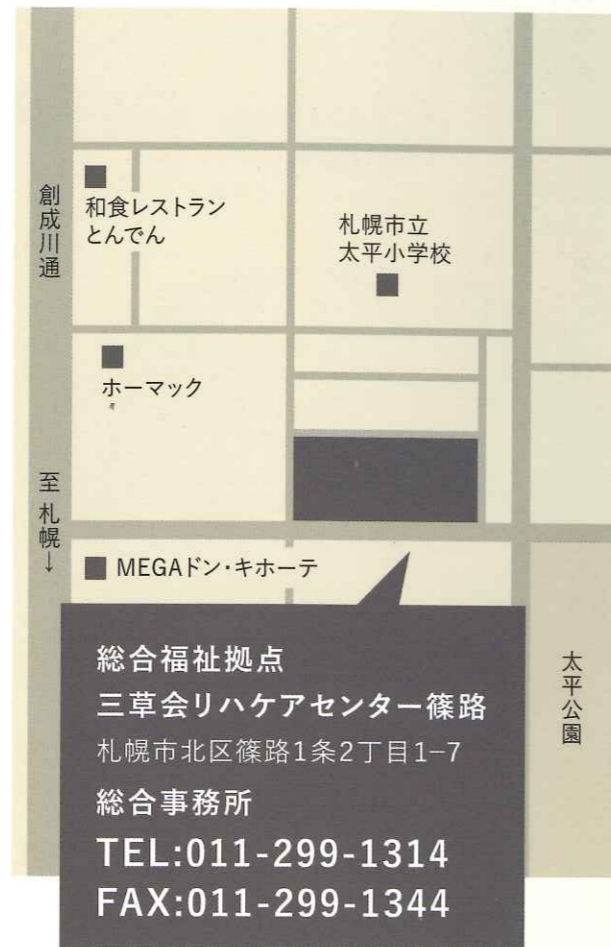 創成川通
和食レストラン
とんでん
札幌市立
太平小学校
ホーマック
至 札幌↓
MEGAドン・キホーテ
総合福祉拠点
三草会リハケアセンター篠路
札幌市北区篠路1条2丁目1−7
総合事務所
TEL:011-299-1314
FAX:011-299-1344
太平公園